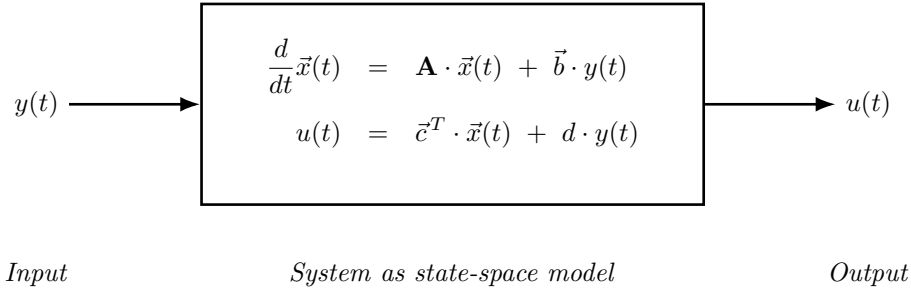 d/dt x⃗(t) = A · x⃗(t) + b⃗ · y(t)
y(t)
u(t)
u(t) = c⃗ᵀ · x⃗(t) + d · y(t)
Input
System as state-space model
Output